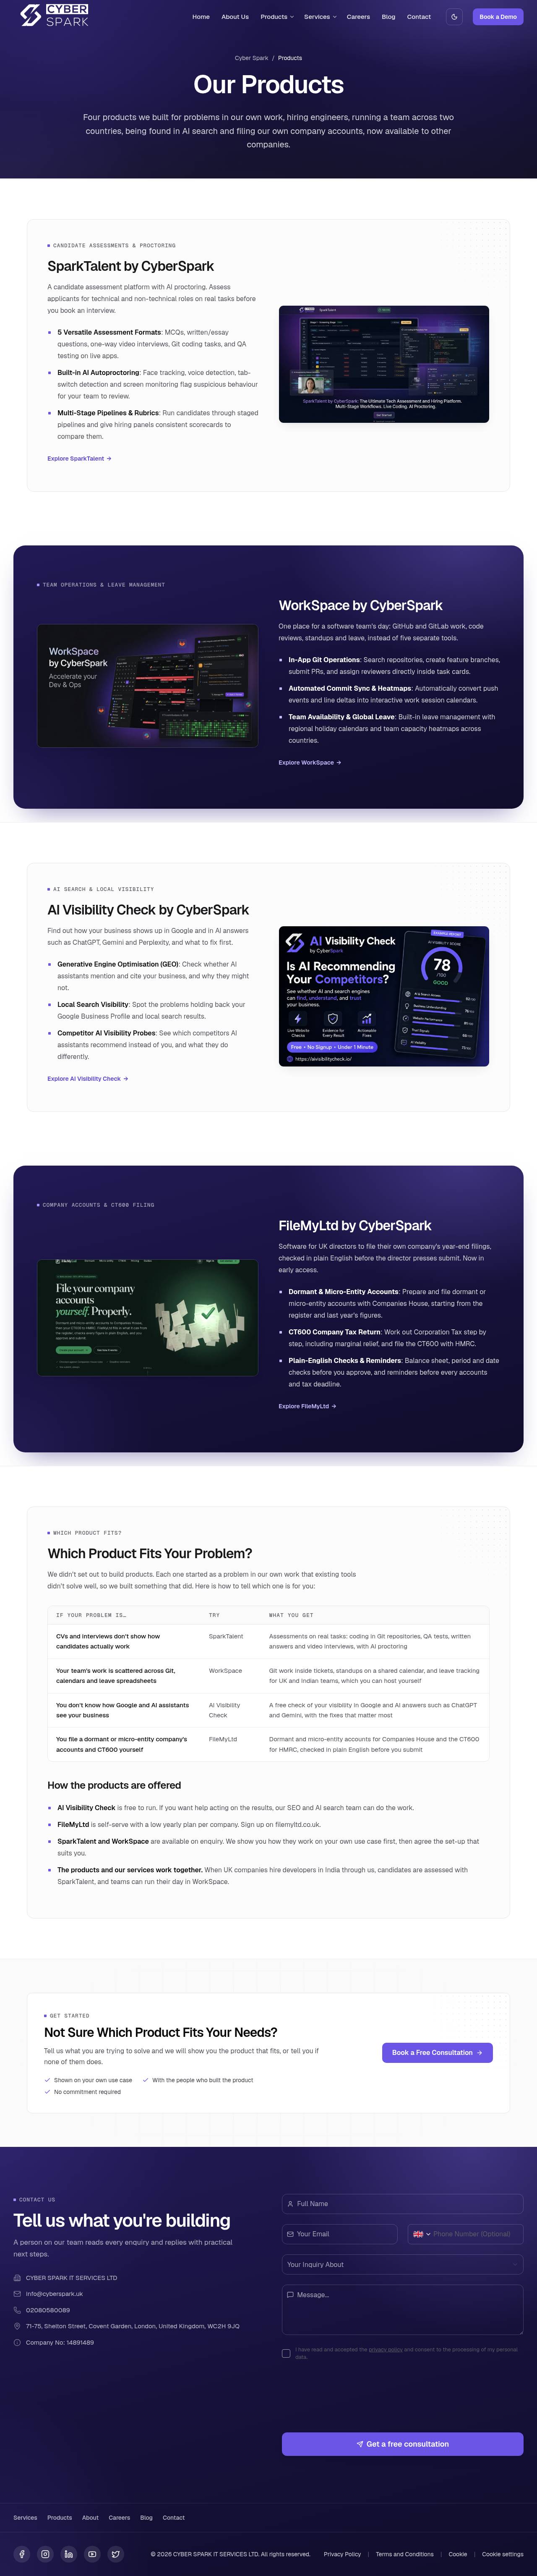 CYBER
SPARK
Home About Us Products Services Careers Blog Contact Book a Demo
Cyber Spark / Products
Our Products
Four products we built for problems in our own work, hiring engineers, running a team across two
countries, being found in AI search and filing our own company accounts, now available to other
companies.
CANDIDATE ASSESSMENTS & PROCTORING
SparkTalent by CyberSpark
A candidate assessment platform with AI proctoring. Assess
applicants for technical and non-technical roles on real tasks before
you book an interview.
5 Versatile Assessment Formats: MCQs, written/essay
questions, one-way video interviews, Git coding tasks, and QA
testing on live apps.
Built-in AI Autoproctoring: Face tracking, voice detection, tab-
switch detection and screen monitoring flag suspicious behaviour
for your team to review.
Multi-Stage Pipelines & Rubrics: Run candidates through staged
pipelines and give hiring panels consistent scorecards to
compare them.
Explore SparkTalent →
SparkTalent by CyberSpark: The Ultimate Tech Assessment and Hiring Platform.
Multi-Stage Workflows. Live Coding. AI Proctoring.
TEAM OPERATIONS & LEAVE MANAGEMENT
WorkSpace
by CyberSpark
Accelerate your
Dev & Ops
WorkSpace by CyberSpark
One place for a software team's day: GitHub and GitLab work, code
reviews, standups and leave, instead of five separate tools.
In-App Git Operations: Search repositories, create feature branches,
submit PRs, and assign reviewers directly inside task cards.
Automated Commit Sync & Heatmaps: Automatically convert push
events and line deltas into interactive work session calendars.
Team Availability & Global Leave: Built-in leave management with
regional holiday calendars and team capacity heatmaps across
countries.
Explore WorkSpace →
AI SEARCH & LOCAL VISIBILITY
AI Visibility Check by CyberSpark
Find out how your business shows up in Google and in AI answers
such as ChatGPT, Gemini and Perplexity, and what to fix first.
Generative Engine Optimisation (GEO): Check whether AI
assistants mention and cite your business, and why they might
not.
Local Search Visibility: Spot the problems holding back your
Google Business Profile and local search results.
Competitor AI Visibility Probes: See which competitors AI
assistants recommend instead of you, and what they do
differently.
Explore AI Visibility Check →
AI Visibility Check
by CyberSpark
Is AI Recommending
Your Competitors?
See whether AI and search engines
can find, understand, and trust
your business.
Live Website
Checks
Evidence for
Every Result
Actionable
Fixes
Free • No Signup • Under 1 Minute
https://aivisibilitycheck.io/
78
/100
GOOD
COMPANY ACCOUNTS & CT600 FILING
File your company
accounts
yourself. Properly.
FileMyLtd by CyberSpark
Software for UK directors to file their own company's year-end filings,
checked in plain English before the director presses submit. Now in
early access.
Dormant & Micro-Entity Accounts: Prepare and file dormant or
micro-entity accounts with Companies House, starting from the
register and last year's figures.
CT600 Company Tax Return: Work out Corporation Tax step by
step, including marginal relief, and file the CT600 with HMRC.
Plain-English Checks & Reminders: Balance sheet, period and date
checks before you approve, and reminders before every accounts
and tax deadline.
Explore FileMyLtd →
WHICH PRODUCT FITS?
Which Product Fits Your Problem?
We didn't set out to build products. Each one started as a problem in our own work that existing tools
didn't solve well, so we built something that did. Here is how to tell which one is for you:
IF YOUR PROBLEM IS… TRY WHAT YOU GET
CVs and interviews don't show how
candidates actually work
SparkTalent
Assessments on real tasks: coding in Git repositories, QA tests, written
answers and video interviews, with AI proctoring
Your team's work is scattered across Git,
calendars and leave spreadsheets
WorkSpace
Git work inside tickets, standups on a shared calendar, and leave tracking
for UK and Indian teams, which you can host yourself
You don't know how Google and AI assistants
see your business
AI Visibility
Check
A free check of your visibility in Google and AI answers such as ChatGPT
and Gemini, with the fixes that matter most
You file a dormant or micro-entity company's
accounts and CT600 yourself
FileMyLtd
Dormant and micro-entity accounts for Companies House and the CT600
for HMRC, checked in plain English before you submit
How the products are offered
AI Visibility Check is free to run. If you want help acting on the results, our SEO and AI search team can do the work.
FileMyLtd is self-serve with a low yearly plan per company. Sign up on filemyltd.co.uk.
SparkTalent and WorkSpace are available on enquiry. We show you how they work on your own use case first, then agree the set-up that
suits you.
The products and our services work together. When UK companies hire developers in India through us, candidates are assessed with
SparkTalent, and teams can run their day in WorkSpace.
GET STARTED
Not Sure Which Product Fits Your Needs?
Tell us what you are trying to solve and we will show you the product that fits, or tell you if
none of them does.
Shown on your own use case With the people who built the product
No commitment required
Book a Free Consultation →
CONTACT US
Tell us what you're building
A person on our team reads every enquiry and replies with practical
next steps.
CYBER SPARK IT SERVICES LTD
info@cyberspark.uk
02080580089
71-75, Shelton Street, Covent Garden, London, United Kingdom, WC2H 9JQ
Company No: 14891489
Full Name
Your Email
Phone Number (Optional)
Your Inquiry About
Message...
I have read and accepted the privacy policy and consent to the processing of my personal
data.
Get a free consultation
Services Products About Careers Blog Contact
© 2026 CYBER SPARK IT SERVICES LTD. All rights reserved. Privacy Policy | Terms and Conditions | Cookie | Cookie settings